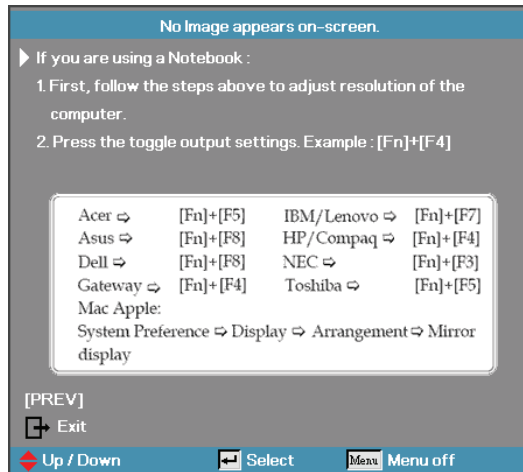 No Image appears on-screen.
If you are using a Notebook :
1. First, follow the steps above to adjust resolution of the
computer.
2. Press the toggle output settings. Example : [Fn]+[F4]
Acer ⇨ [Fn]+[F5] IBM/Lenovo ⇨ [Fn]+[F7]
Asus ⇨ [Fn]+[F8] HP/Compaq ⇨ [Fn]+[F4]
Dell ⇨ [Fn]+[F8] NEC ⇨ [Fn]+[F3]
Gateway ⇨ [Fn]+[F4] Toshiba ⇨ [Fn]+[F5]
Mac Apple:
System Preference ⇨ Display ⇨ Arrangement ⇨ Mirror
display
[PREV]
Exit
Up / Down Select Menu Menu off